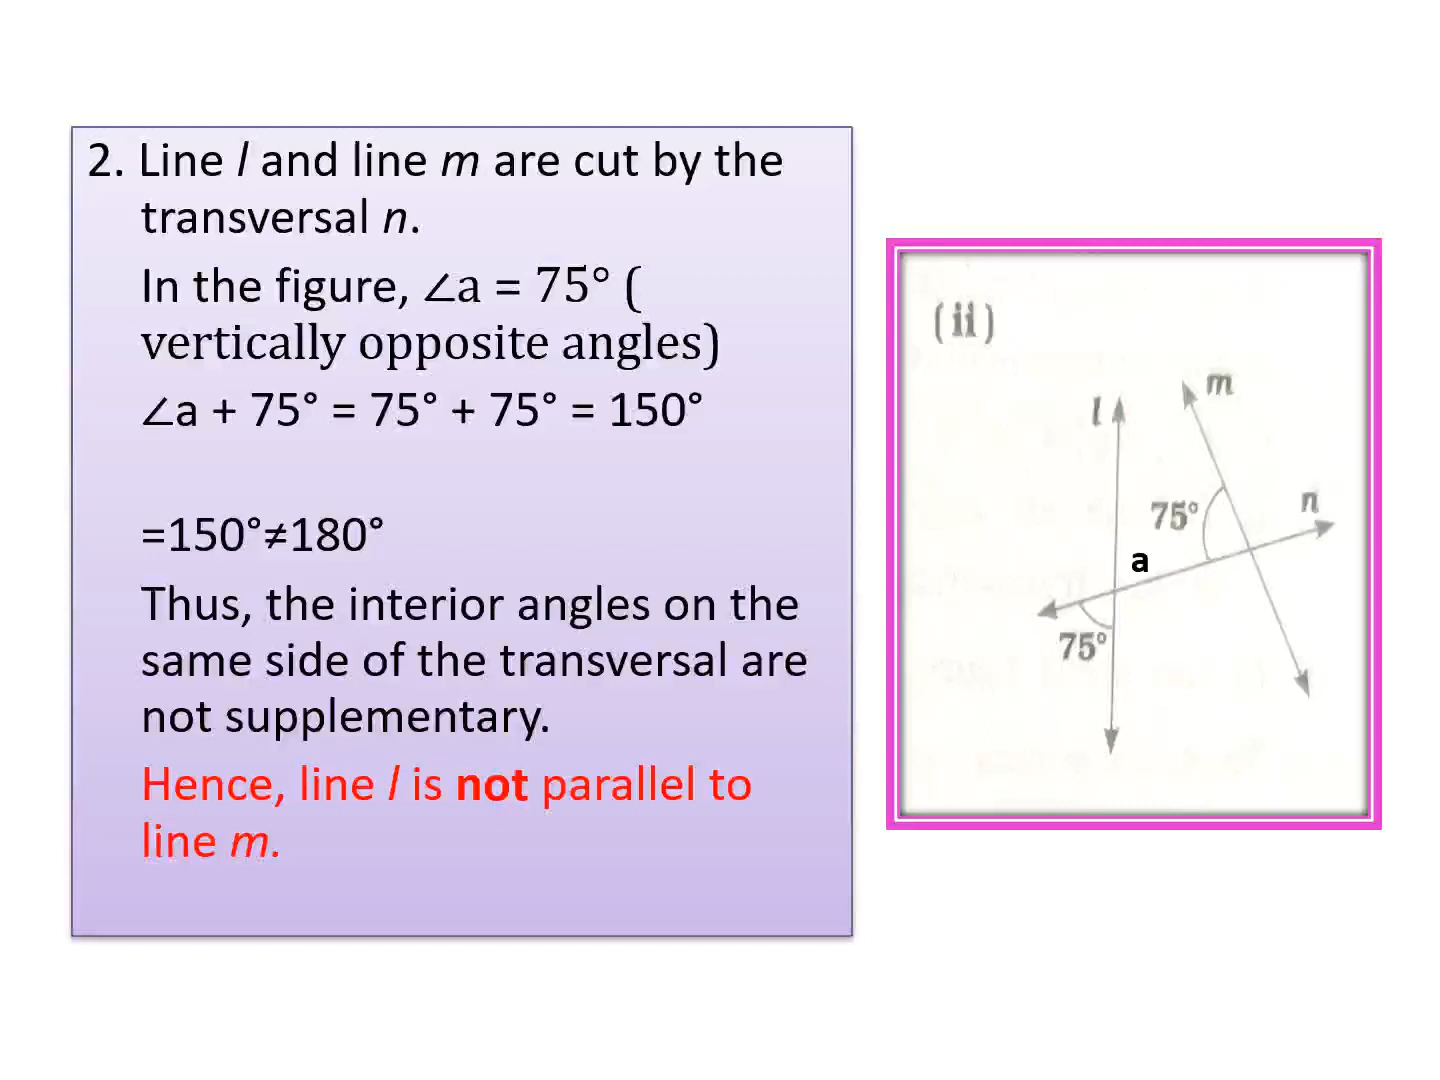 2. Line l and line m are cut by the
transversal n.
In the figure, ∠a = 75° (
vertically opposite angles)
∠a + 75° = 75° + 75° = 150°
=150°≠180°
Thus, the interior angles on the
same side of the transversal are
not supplementary.
Hence, line l is not parallel to
line m.
(ii)
m
l
n
75°
a
75°